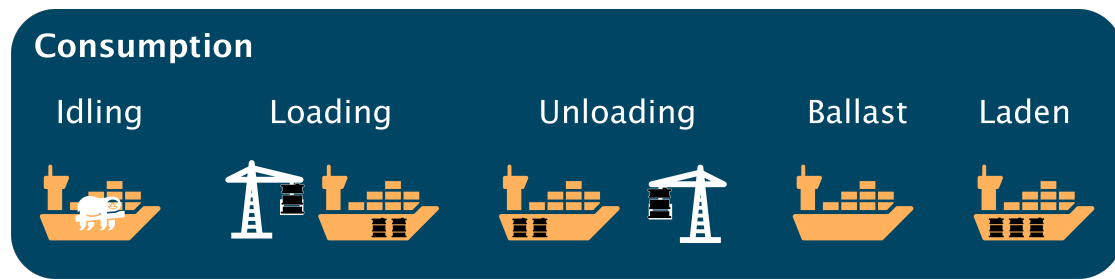 Consumption
Idling
Loading
Unloading
Ballast
Laden